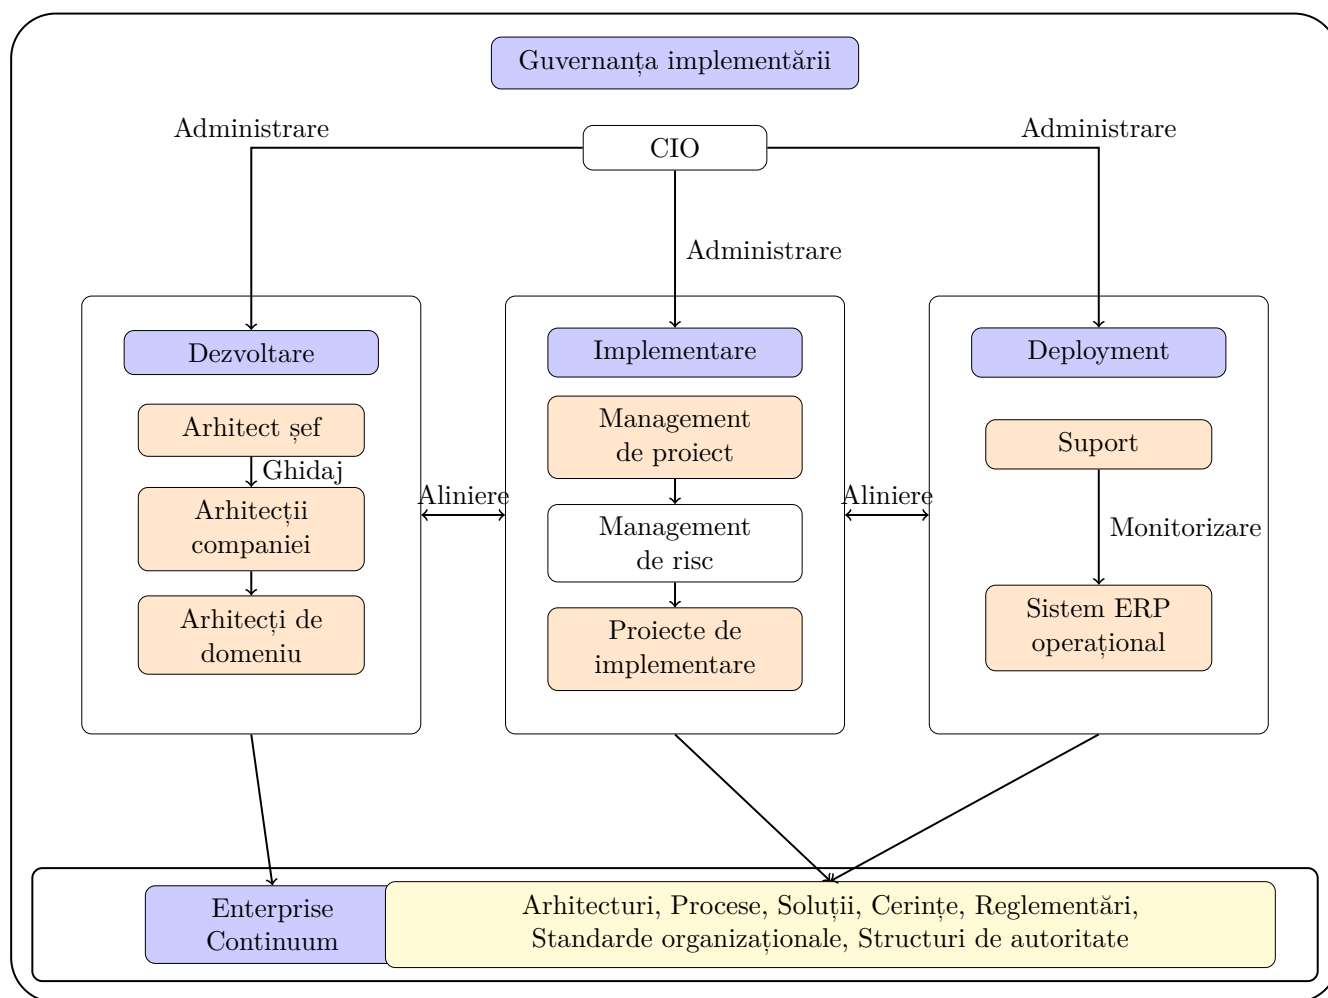 Guvernanța implementării
Administrare
CIO
Administrare
Administrare
Dezvoltare
Arhitect șef
Ghidaj
Arhitecții
companiei
Arhitecți de
domeniu
Aliniere
Implementare
Management
de proiect
Management
de risc
Proiecte de
implementare
Aliniere
Deployment
Suport
Monitorizare
Sistem ERP
operațional
Enterprise
Continuum
Arhitecturi, Procese, Soluții, Cerințe, Reglementări,
Standarde organizaționale, Structuri de autoritate